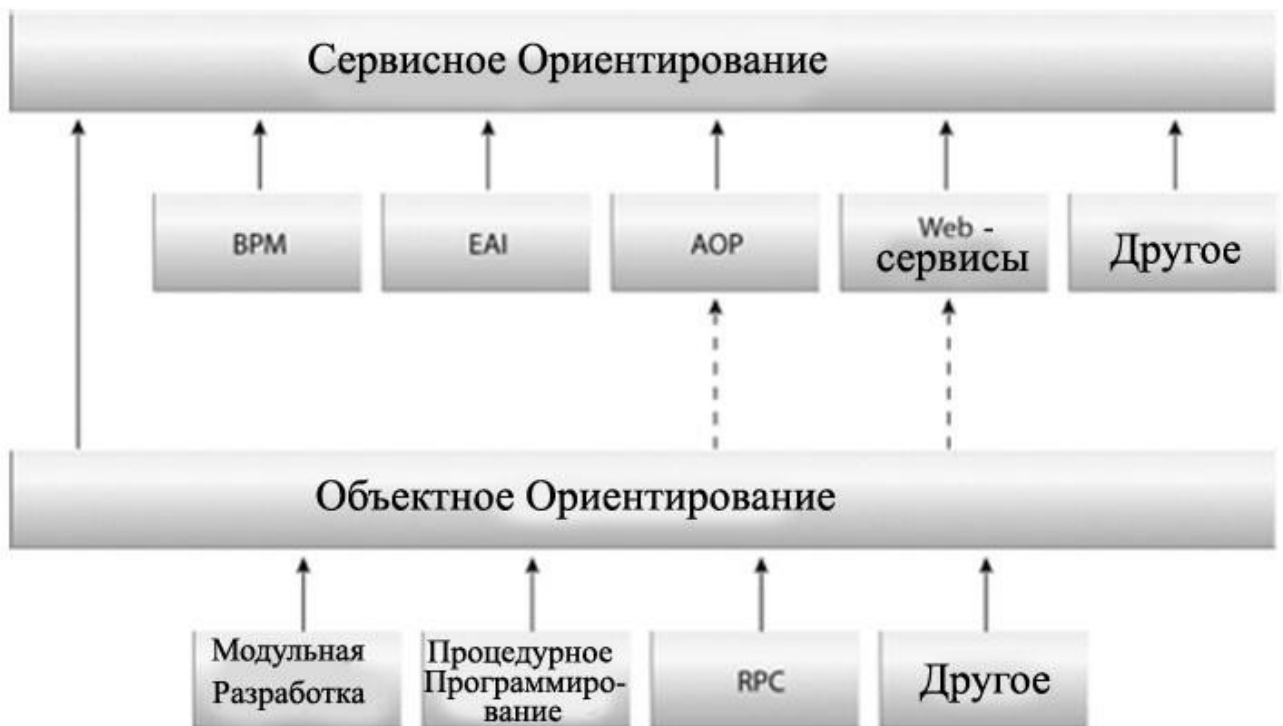 Сервисное Ориентирование
BPM
EAI
AOP
Web -
сервисы
Другое
Объектное Ориентирование
Модульная
Разработка
Процедурное
Программиро-
вание
RPC
Другое